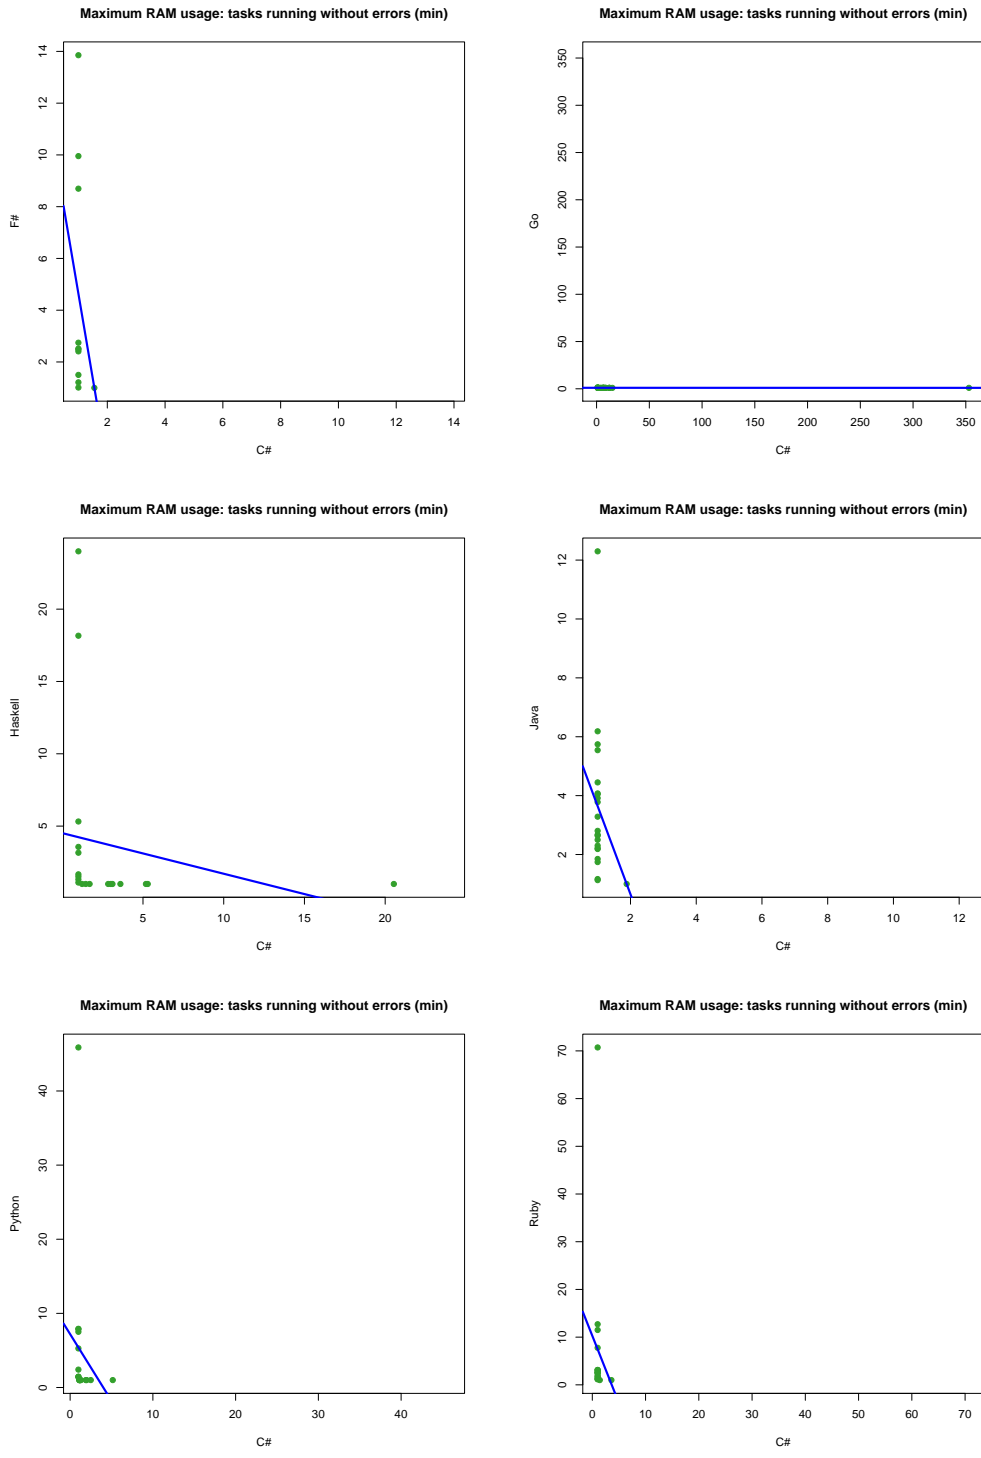 Maximum RAM usage: tasks running without errors (min)
14
12
10
8
6
4
2
F#
2 4 6 8 10 12 14
C#
Maximum RAM usage: tasks running without errors (min)
350
300
250
200
150
100
50
0
Go
0 50 100 150 200 250 300 350
C#
Maximum RAM usage: tasks running without errors (min)
20
15
10
5
Haskell
5 10 15 20
C#
Maximum RAM usage: tasks running without errors (min)
12
10
8
6
4
2
Java
2 4 6 8 10 12
C#
Maximum RAM usage: tasks running without errors (min)
40
30
20
10
0
Python
0 10 20 30 40
C#
Maximum RAM usage: tasks running without errors (min)
70
60
50
40
30
20
10
0
Ruby
0 10 20 30 40 50 60 70
C#